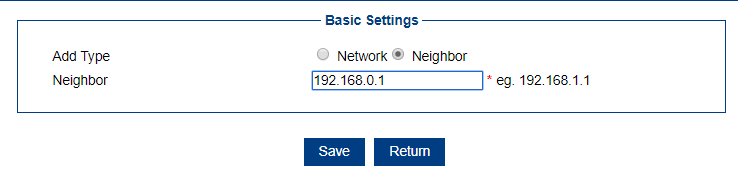 Basic Settings
Add Type Network Neighbor
Neighbor 192.168.0.1 * eg. 192.168.1.1
Save Return